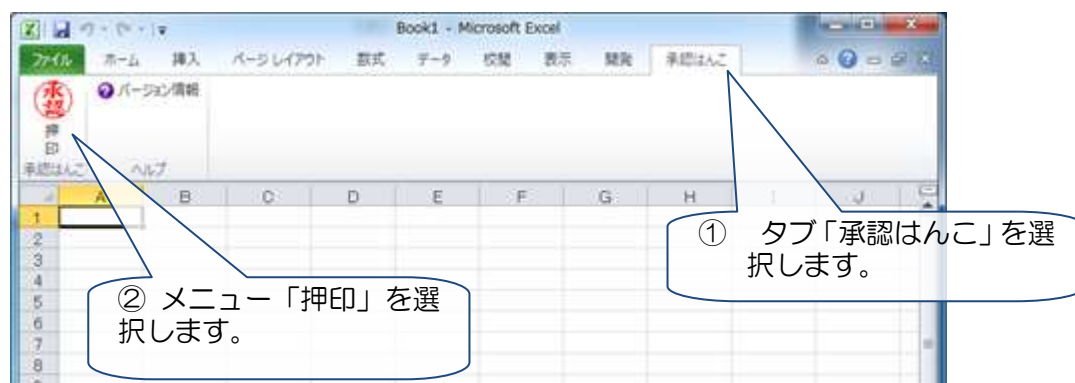 Book1 - Microsoft Excel
ファイル ホーム 挿入 ページ レイアウト 数式 データ 校閲 表示 開発 承認はんこ
承認
バージョン情報
押
印
承認はんこ ヘルプ
A B C D E F G H I J
1
2
3
4
5
6
7
8
① タブ「承認はんこ」を選
択します。
② メニュー「押印」を選
択します。